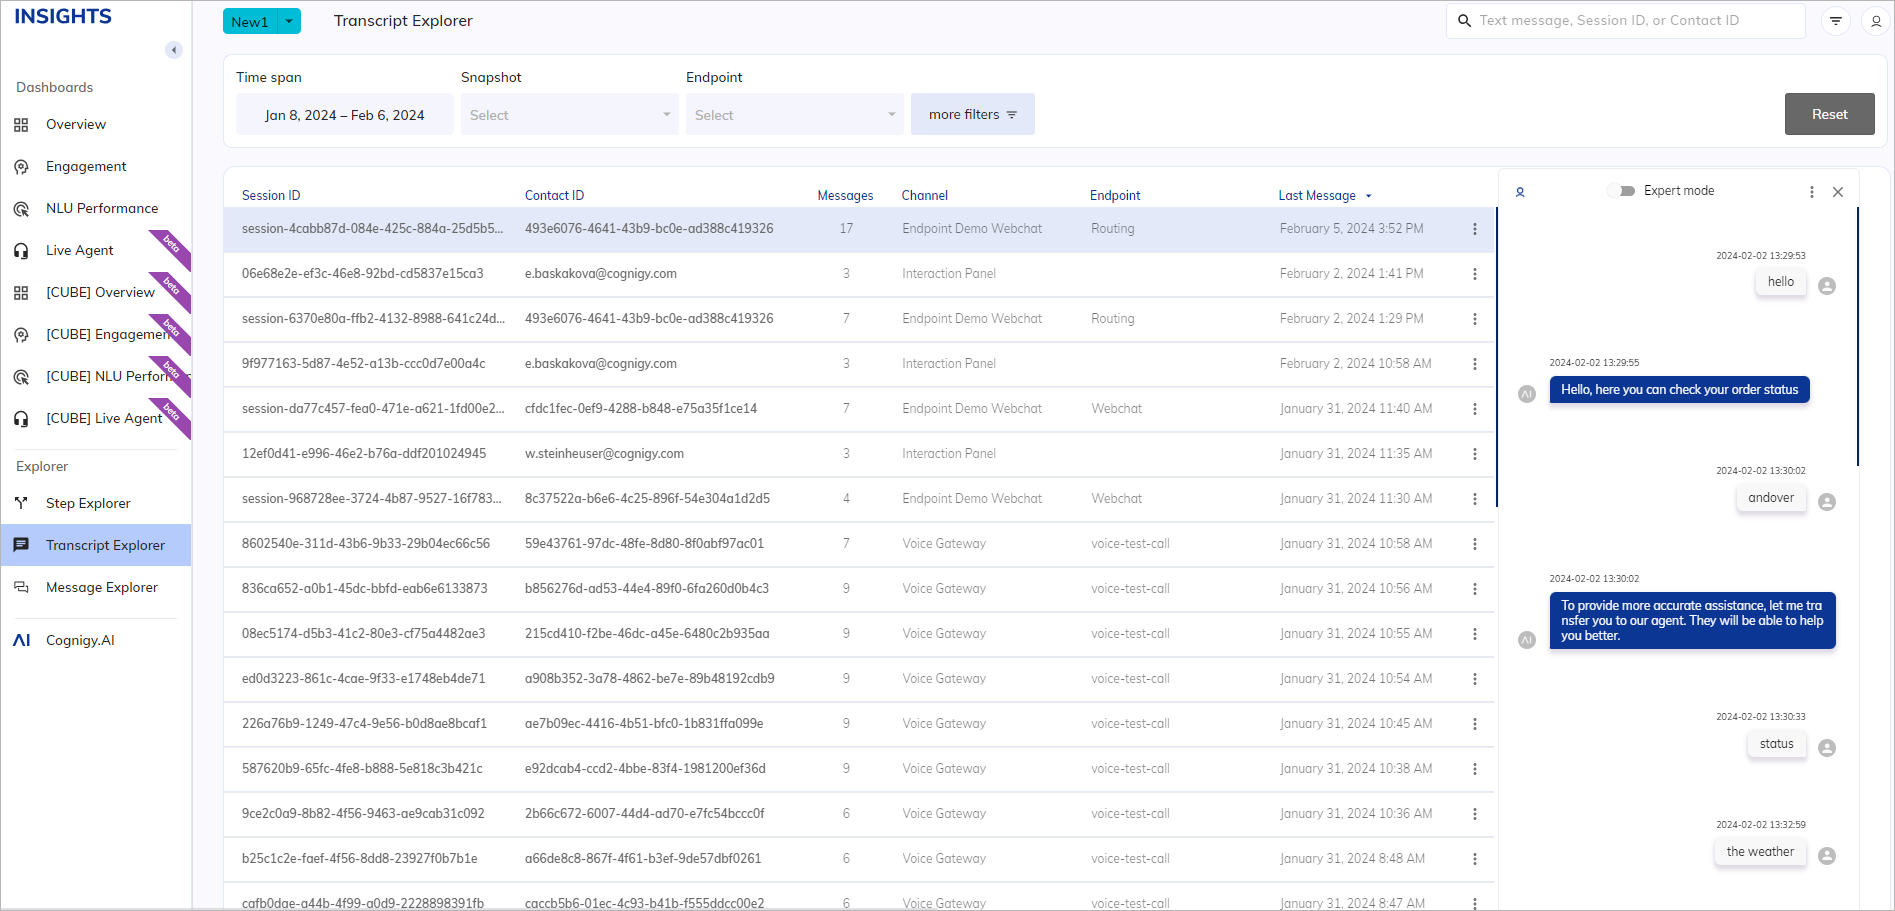 INSIGHTS
New1
Transcript Explorer
Text message, Session ID, or Contact ID
Dashboards
Overview
Engagement
NLU Performance
Live Agent
beta
[CUBE] Overview
beta
[CUBE] Engagemen
beta
[CUBE] NLU Perform
beta
[CUBE] Live Agent
beta
Explorer
Step Explorer
Transcript Explorer
Message Explorer
AI Cognigy.AI
Time span
Snapshot
Endpoint
Jan 8, 2024 – Feb 6, 2024
Select
Select
more filters
Reset
Session ID Contact ID Messages Channel Endpoint Last Message
session-4cabb87d-084e-425c-884a-25d5b5... 493e6076-4641-43b9-bc0e-ad388c419326 17 Endpoint Demo Webchat Routing February 5, 2024 3:52 PM
06e68e2e-ef3c-46e8-92bd-cd5837e15ca3 e.baskakova@cognigy.com 3 Interaction Panel February 2, 2024 1:41 PM
session-6370e80a-ffb2-4132-8988-641c24d... 493e6076-4641-43b9-bc0e-ad388c419326 7 Endpoint Demo Webchat Routing February 2, 2024 1:29 PM
9f977163-5d87-4e52-a13b-ccc0d7e00a4c e.baskakova@cognigy.com 3 Interaction Panel February 2, 2024 10:58 AM
session-da77c457-fea0-471e-a621-1fd00e2... cfdc1fec-0ef9-4288-b848-e75a35f1ce14 7 Endpoint Demo Webchat Webchat January 31, 2024 11:40 AM
12ef0d41-e996-46e2-b76a-ddf201024945 w.steinheuser@cognigy.com 3 Interaction Panel January 31, 2024 11:35 AM
session-968728ee-3724-4b87-9527-16f783... 8c37522a-b6e6-4c25-896f-54e304a1d2d5 4 Endpoint Demo Webchat Webchat January 31, 2024 11:30 AM
8602540e-311d-43b6-9b33-29b04ec66c56 59e43761-97dc-48fe-8d80-8f0abf97ac01 7 Voice Gateway voice-test-call January 31, 2024 10:58 AM
836ca652-a0b1-45dc-bbfd-eab6e6133873 b856276d-ad53-44e4-89f0-6fa260d0b4c3 9 Voice Gateway voice-test-call January 31, 2024 10:56 AM
08ec5174-d5b3-41c2-80e3-cf75a4482ae3 215cd410-f2be-46dc-a45e-6480c2b935aa 9 Voice Gateway voice-test-call January 31, 2024 10:55 AM
ed0d3223-861c-4cae-9f33-e1748eb4de71 a908b352-3a78-4862-be7e-89b48192cdb9 9 Voice Gateway voice-test-call January 31, 2024 10:54 AM
226a76b9-1249-47c4-9e56-b0d8ae8bcaf1 ae7b09ec-4416-4b51-bfc0-1b831ffa099e 9 Voice Gateway voice-test-call January 31, 2024 10:45 AM
587620b9-65fc-4fe8-b888-5e818c3b421c e92dcab4-ccd2-4bbe-83f4-1981200ef36d 9 Voice Gateway voice-test-call January 31, 2024 10:38 AM
9ce2c0a9-8b82-4f56-9463-ae9cab31c092 2b66c672-6007-44d4-ad70-e7fc54bccc0f 6 Voice Gateway voice-test-call January 31, 2024 10:36 AM
b25c1c2e-faef-4f56-8dd8-23927f0b7b1e a66de8c8-867f-4f61-b3ef-9de57dbf0261 6 Voice Gateway voice-test-call January 31, 2024 8:48 AM
cafb0dae-a44b-4f99-a0d9-2228898391fb caccb5b6-01ec-4c93-b41b-f555ddcc00e2 6 Voice Gateway voice-test-call January 31, 2024 8:47 AM
Expert mode
2024-02-02 13:29:53
hello
2024-02-02 13:29:55
AI
Hello, here you can check your order status
2024-02-02 13:30:02
andover
2024-02-02 13:30:02
AI
To provide more accurate assistance, let me tra
nsfer you to our agent. They will be able to help
you better.
2024-02-02 13:30:33
status
2024-02-02 13:32:59
the weather